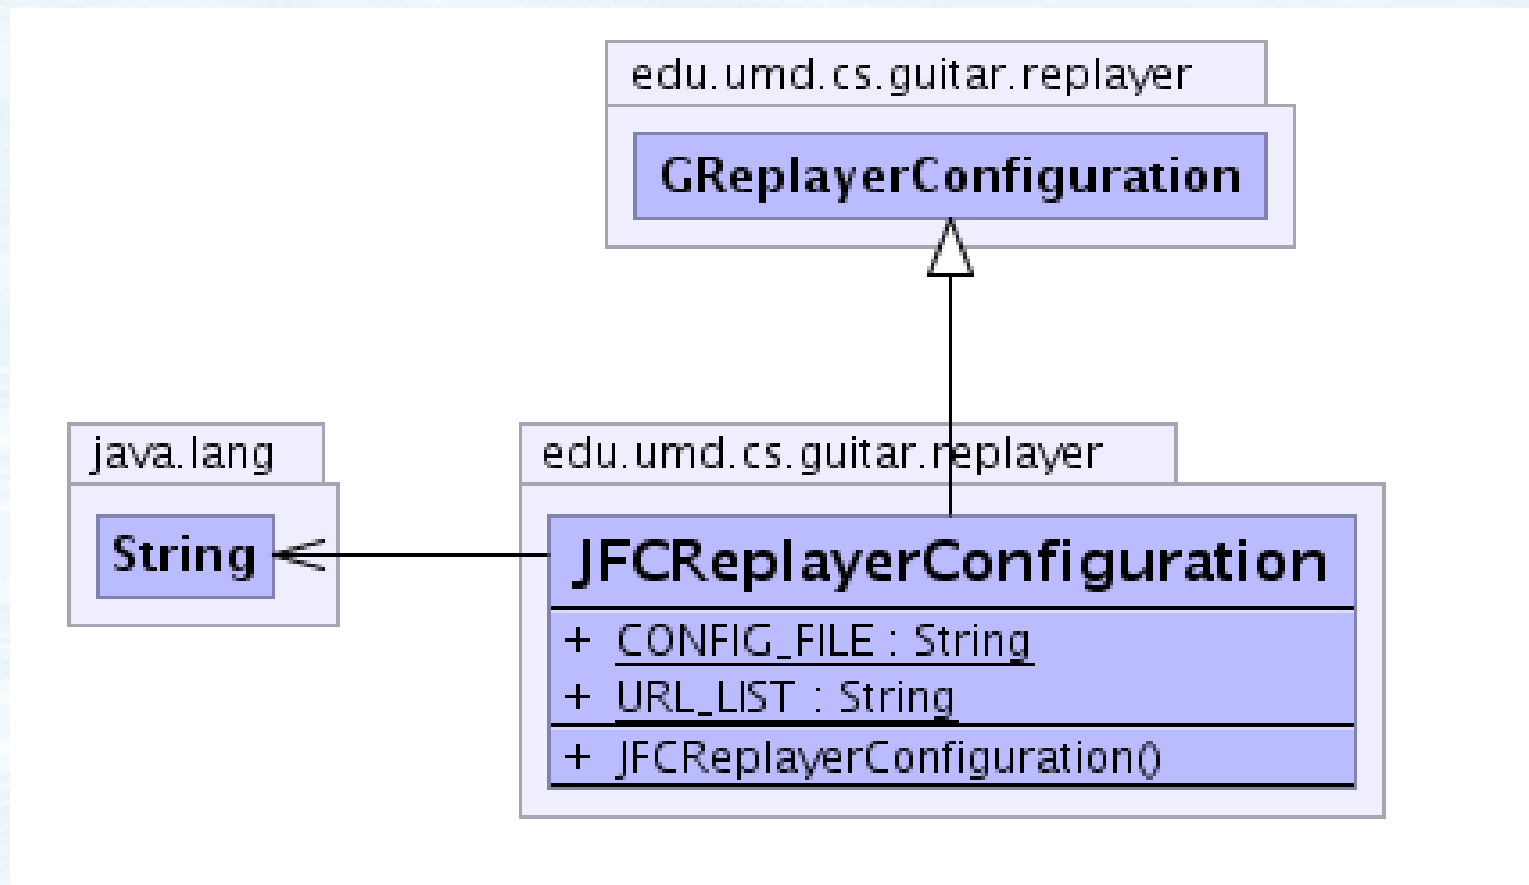 edu.umd.cs.guitar.replayer
GReplayerConfiguration
java.lang
String
edu.umd.cs.guitar.replayer
JFCReplayerConfiguration
+ CONFIG_FILE : String
+ URL_LIST : String
+ JFCReplayerConfiguration()